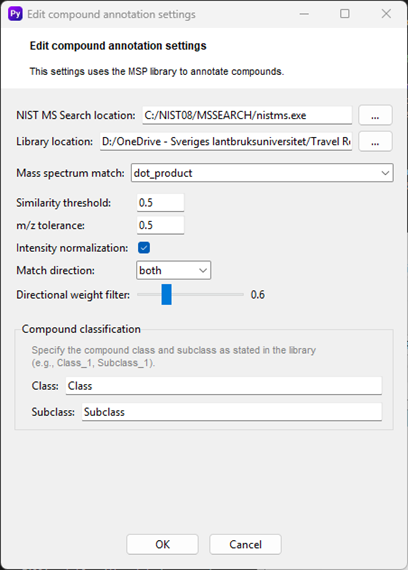 Py Edit compound annotation settings
Edit compound annotation settings
This settings uses the MSP library to annotate compounds.
NIST MS Search location: C:/NIST08/MSSEARCH/nistms.exe ...
Library location: D:/OneDrive - Sveriges lantbruksuniversitet/Travel R ...
Mass spectrum match: dot_product
Similarity threshold: 0.5
m/z tolerance: 0.5
Intensity normalization:
Match direction: both
Directional weight filter: 0.6
Compound classification
Specify the compound class and subclass as stated in the library
(e.g., Class_1, Subclass_1).
Class: Class
Subclass: Subclass
OK Cancel